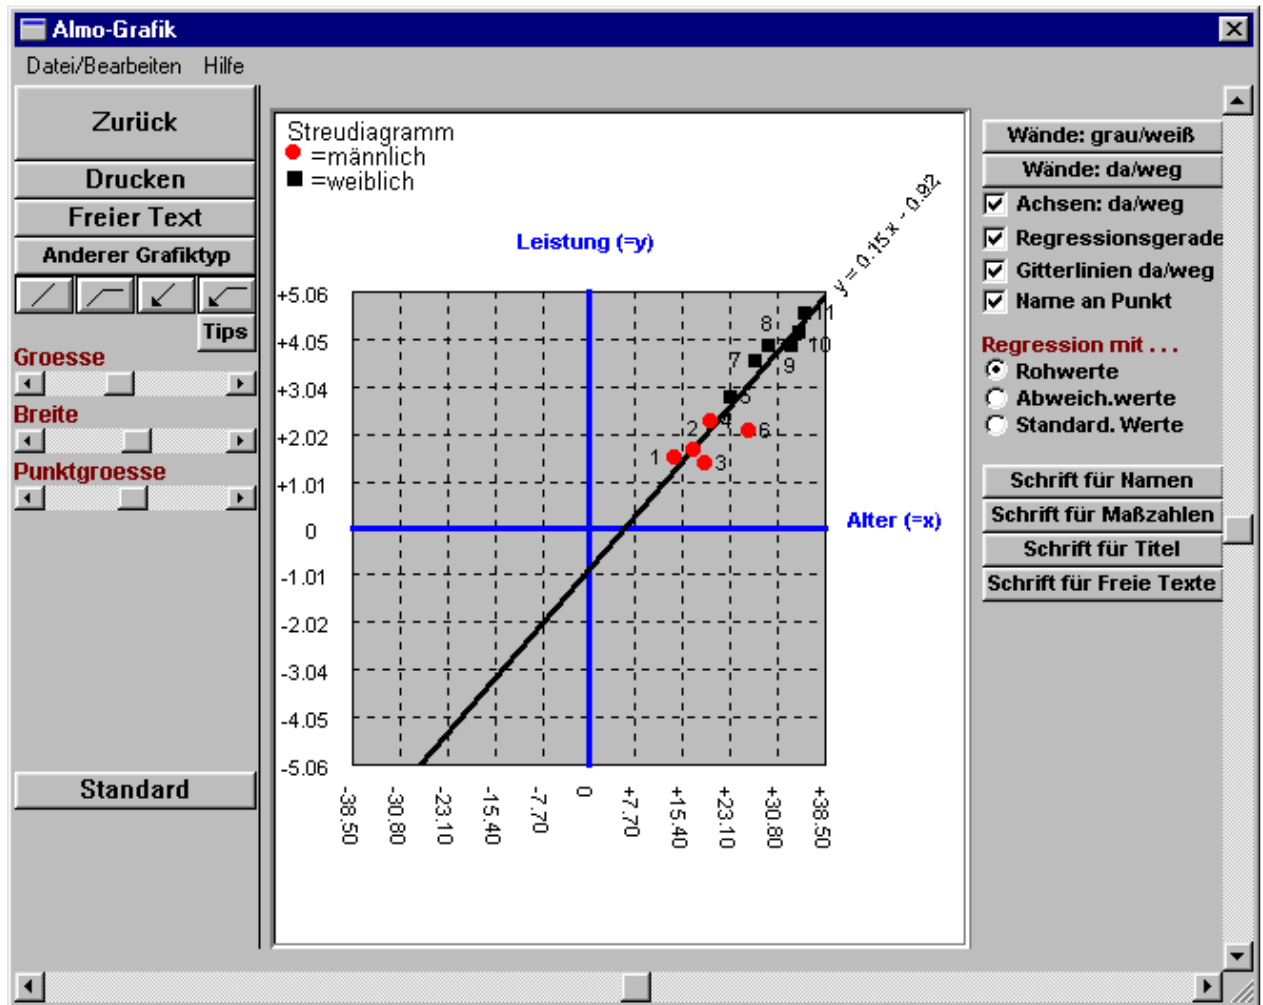 Almo-Grafik
Datei/Bearbeiten Hilfe
Zurück
Drucken
Freier Text
Anderer Grafiktyp
Tips
Groesse
Breite
Punktgroesse
Standard
Streudiagramm
=männlich
=weiblich
Leistung (=y)
y = 0.15x - 0.92
+5.06
+4.05
+3.04
+2.02
+1.01
0
-1.01
-2.02
-3.04
-4.05
-5.06
11
8
10
7
9
5
2
4
6
1
3
Alter (=x)
-38.50
-30.80
-23.10
-15.40
-7.70
0
+7.70
+15.40
+23.10
+30.80
+38.50
Wände: grau/weiß
Wände: da/weg
Achsen: da/weg
Regressionsgerade
Gitterlinien da/weg
Name an Punkt
Regression mit . . .
Rohwerte
Abweich.werte
Standard. Werte
Schrift für Namen
Schrift für Maßzahlen
Schrift für Titel
Schrift für Freie Texte